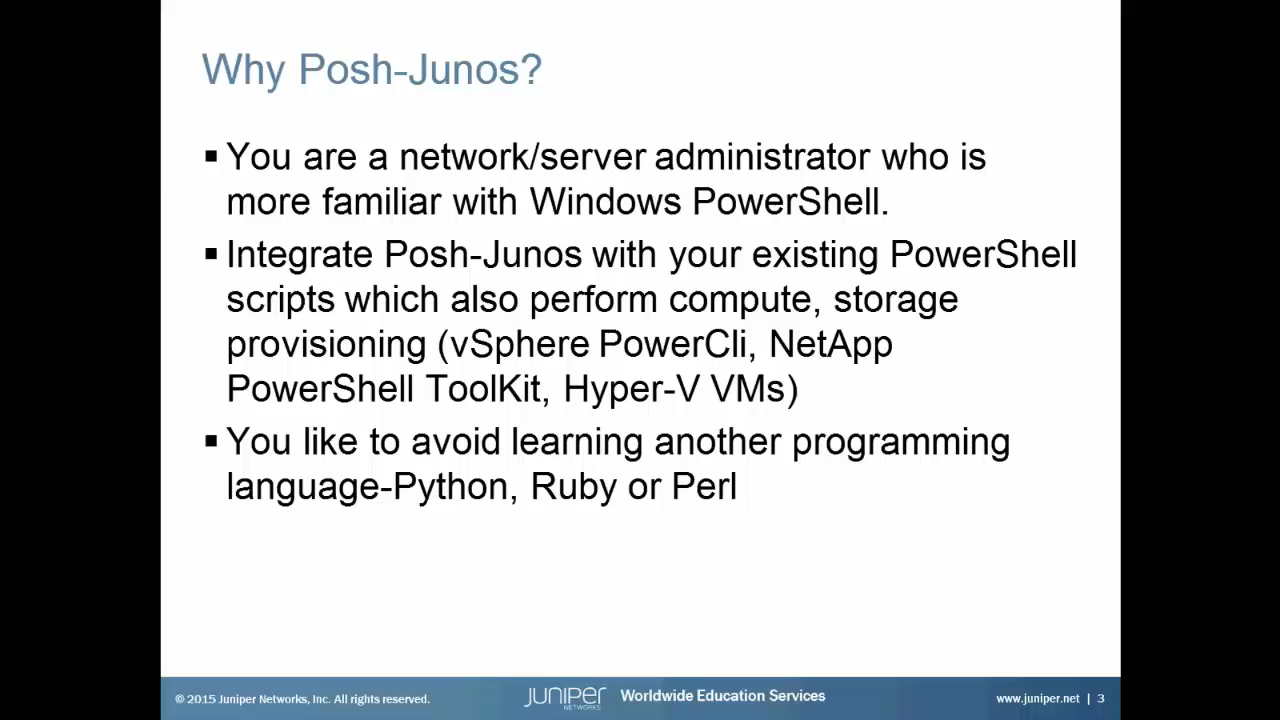 Why Posh-Junos?
▪ You are a network/server administrator who is
more familiar with Windows PowerShell.
▪ Integrate Posh-Junos with your existing PowerShell
scripts which also perform compute, storage
provisioning (vSphere PowerCli, NetApp
PowerShell ToolKit, Hyper-V VMs)
▪ You like to avoid learning another programming
language-Python, Ruby or Perl
© 2015 Juniper Networks, Inc. All rights reserved.
JUNIPER
NETWORKS
Worldwide Education Services
www.juniper.net | 3